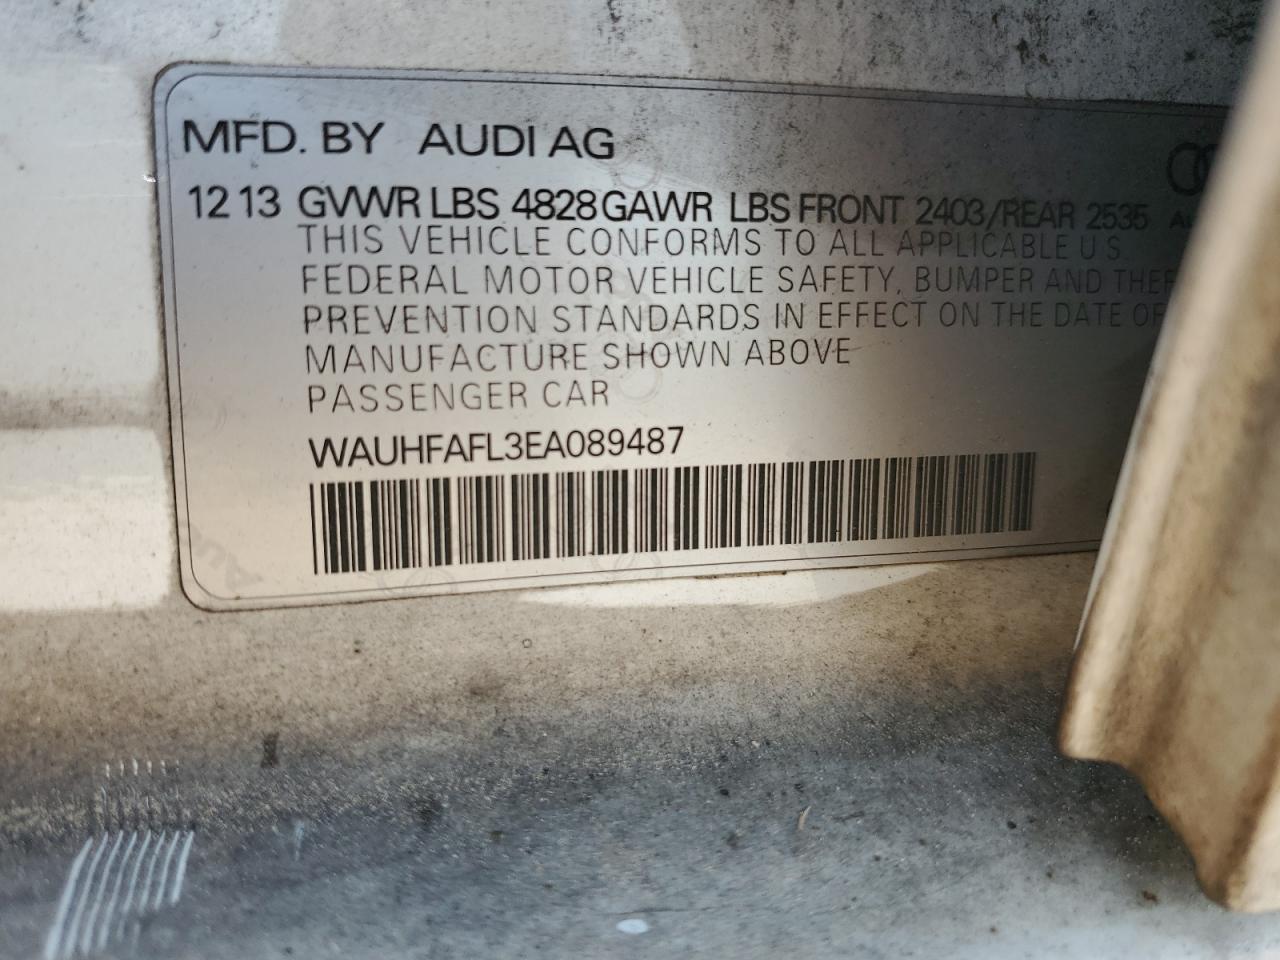 MFD. BY AUDI AG
12 13 GVWR LBS 4828 GAWR LBS FRONT 2403/REAR 2535
THIS VEHICLE CONFORMS TO ALL APPLICABLE U S
FEDERAL MOTOR VEHICLE SAFETY, BUMPER AND
PREVENTION STANDARDS IN EFFECT ON THE DATE OF
MANUFACTURE SHOWN ABOVE
PASSENGER CAR
WAUHFAFL3EA089487